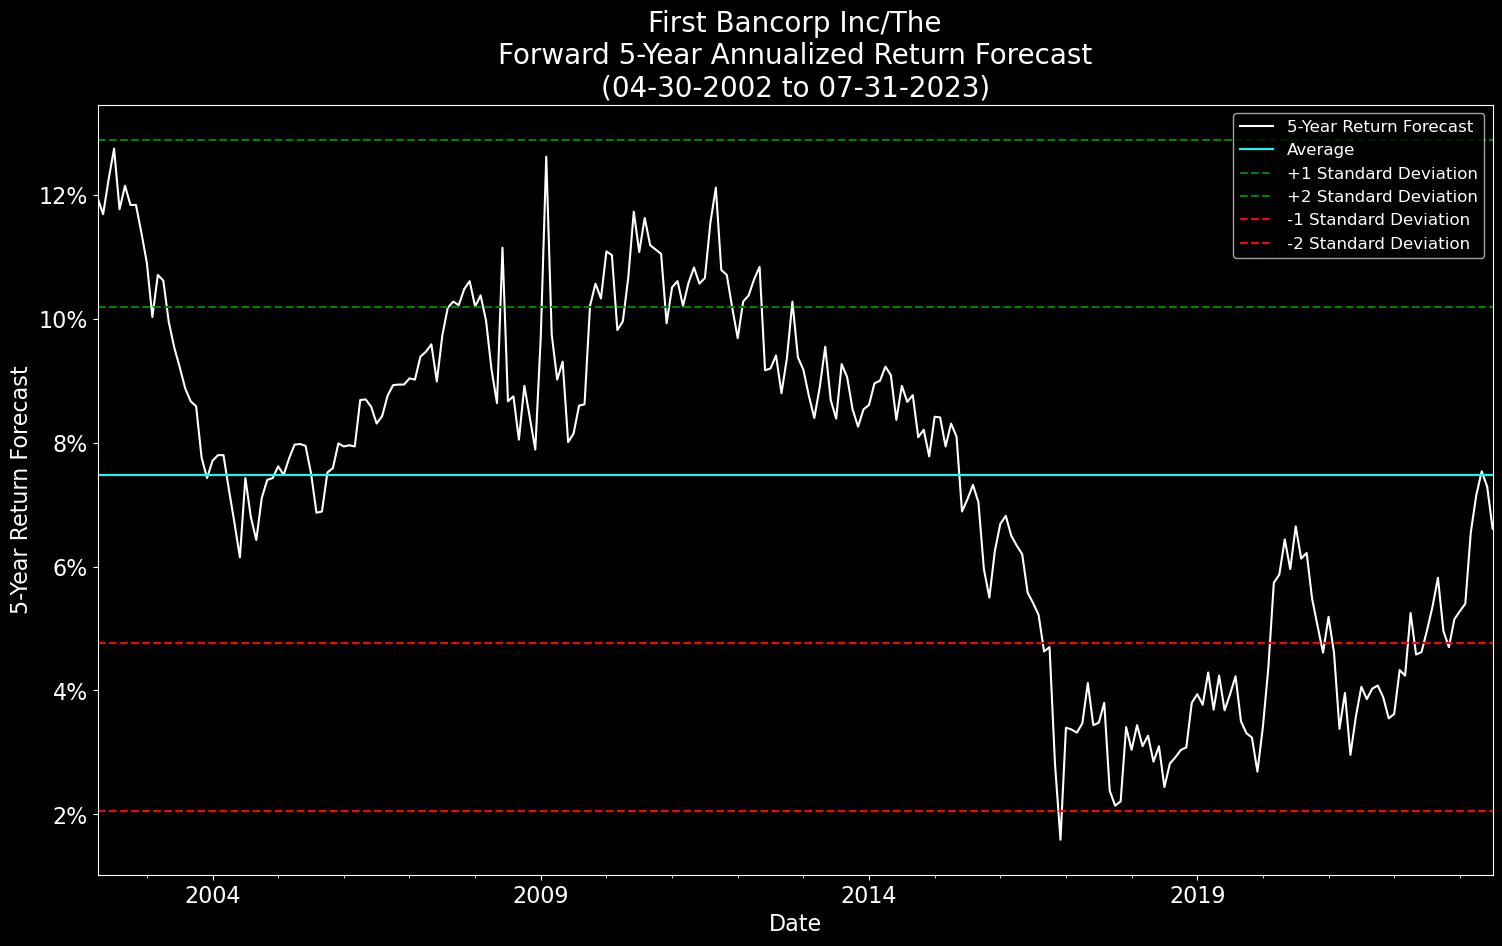 First Bancorp Inc/The
Forward 5-Year Annualized Return Forecast
(04-30-2002 to 07-31-2023)
5-Year Return Forecast
Average
+1 Standard Deviation
+2 Standard Deviation
-1 Standard Deviation
-2 Standard Deviation
5-Year Return Forecast
12%
10%
8%
6%
4%
2%
2004
2009
2014
2019
Date